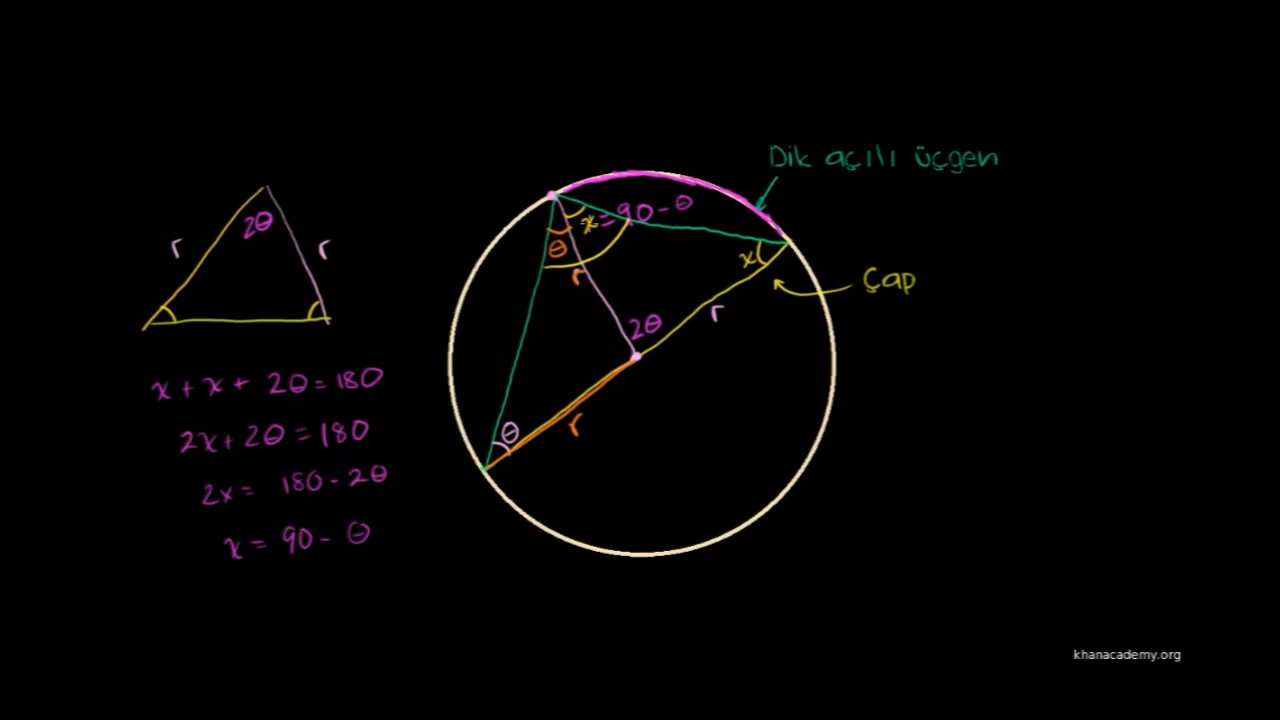 Dik açılı üçgen
2θ
r
r
x + x + 2θ = 180
2x + 2θ = 180
2x = 180 - 2θ
x = 90 - θ
x = 90 - θ
θ
r
x
Çap
2θ
r
r
θ
khanacademy.org